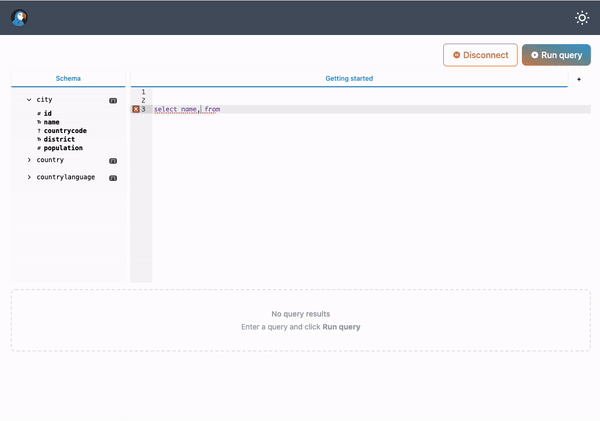 Disconnect
Run query
Schema
Getting started
+
city
# id
name
? countrycode
district
# population
country
countrylanguage
1
2
3 select name, from
No query results
Enter a query and click Run query